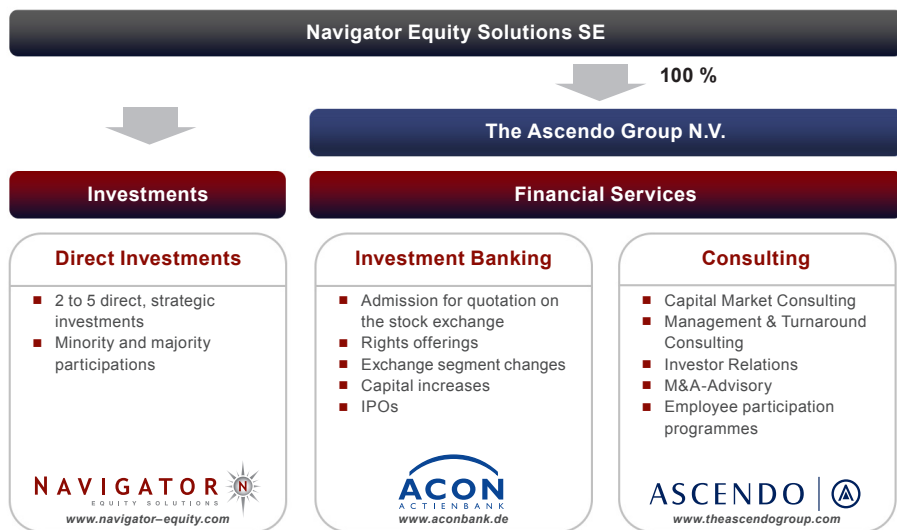 Navigator Equity Solutions SE
100 %
The Ascendo Group N.V.
Investments
Financial Services
Direct Investments
2 to 5 direct, strategic
investments
Minority and majority
participations
NAVIGATOR N
EQUITY SOLUTIONS
www.navigator–equity.com
Investment Banking
Admission for quotation on
the stock exchange
Rights offerings
Exchange segment changes
Capital increases
IPOs
ACON
ACTIENBANK
www.aconbank.de
Consulting
Capital Market Consulting
Management & Turnaround
Consulting
Investor Relations
M&A-Advisory
Employee participation
programmes
ASCENDO
www.theascendogroup.com